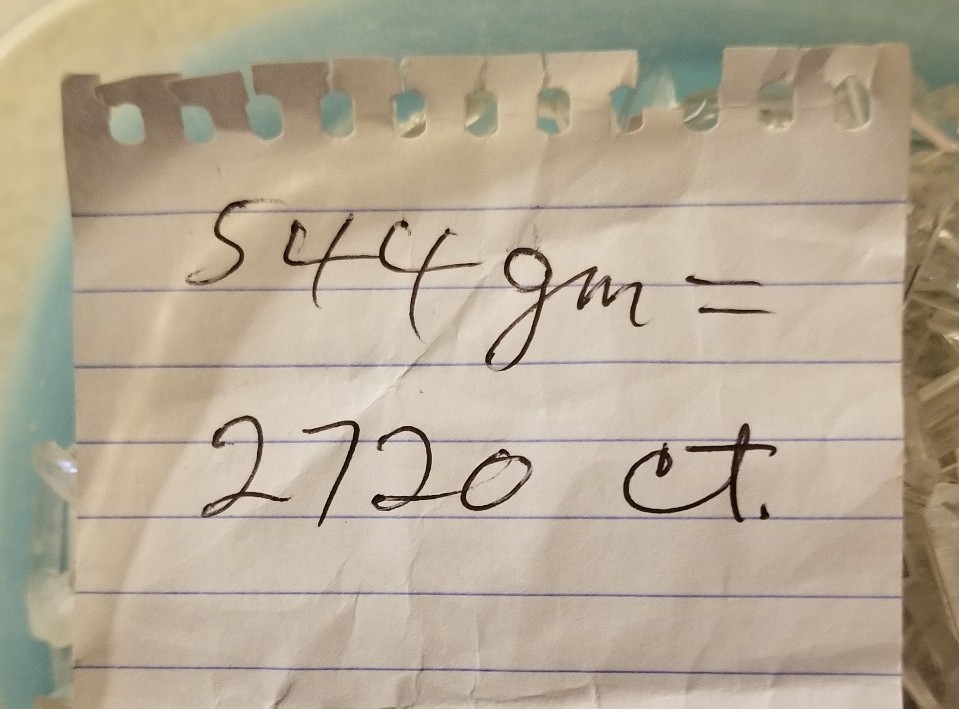 544 gm =
2720 ct.